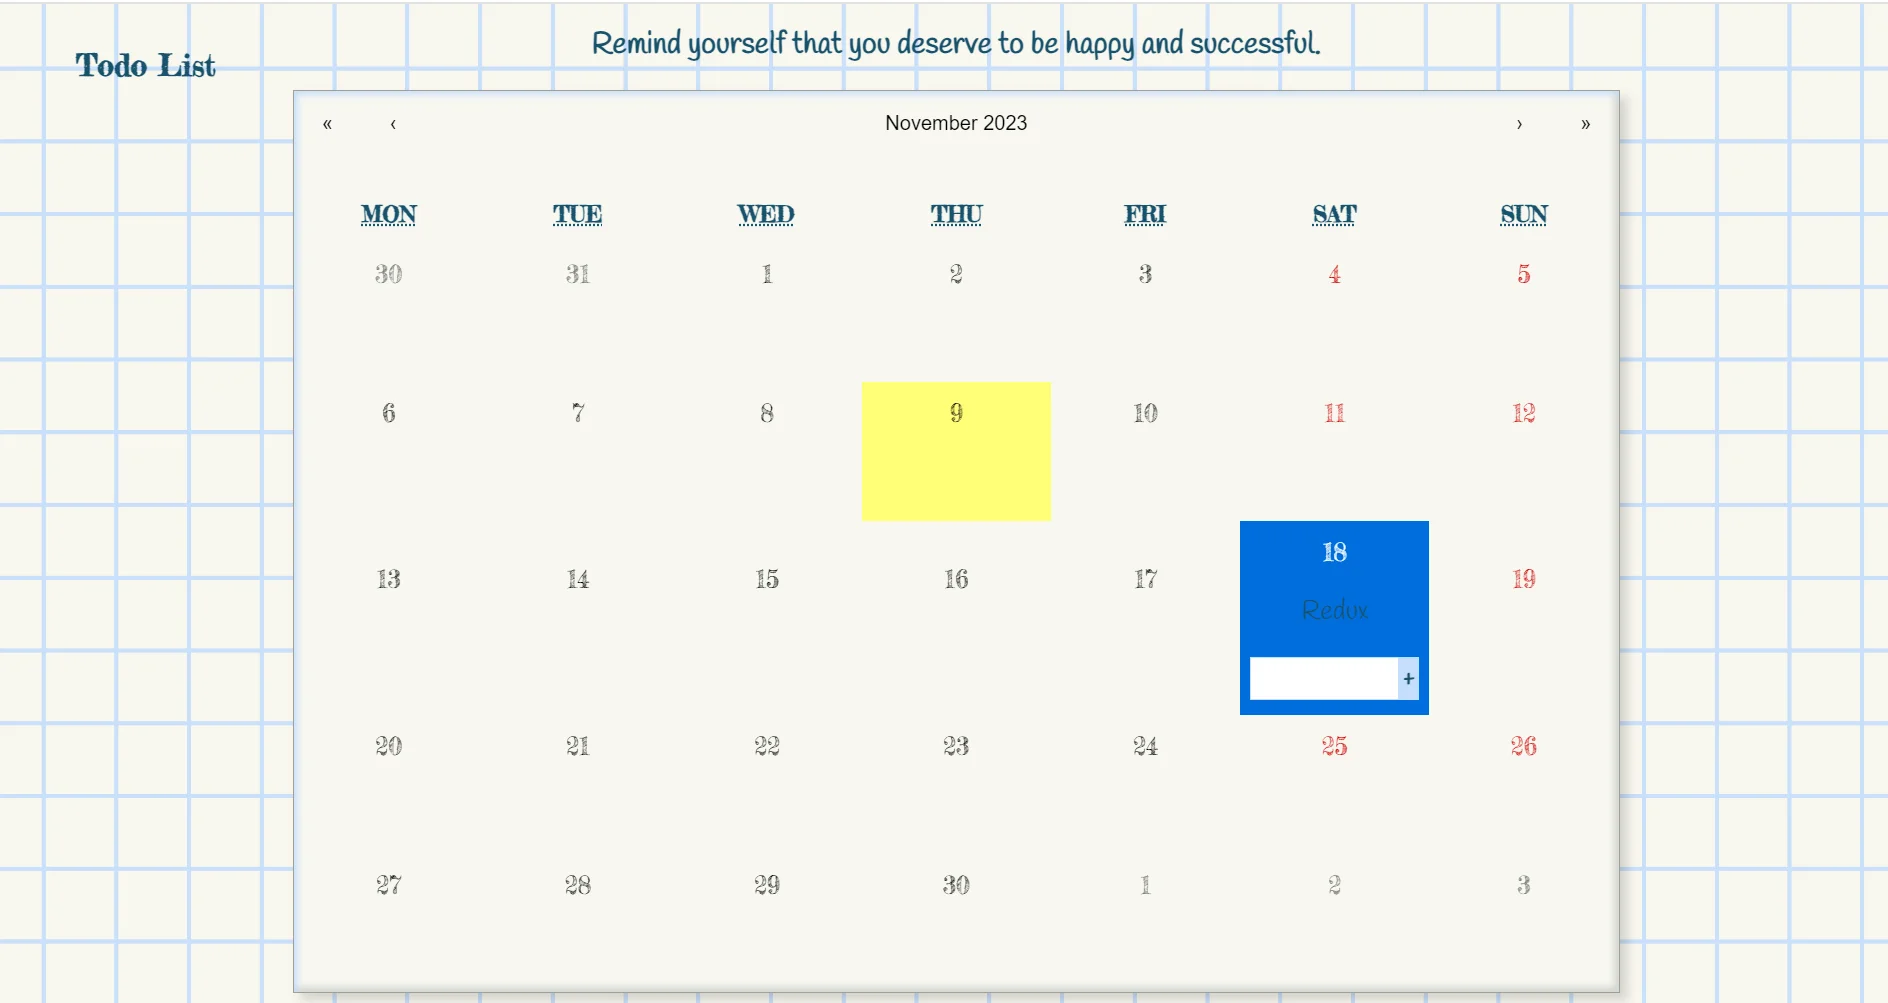 Remind yourself that you deserve to be happy and successful.
Todo List
« ‹ November 2023 › »
MON TUE WED THU FRI SAT SUN
30 31 1 2 3 4 5
6 7 8 9 10 11 12
13 14 15 16 17 18 19
Redux
+
20 21 22 23 24 25 26
27 28 29 30 1 2 3